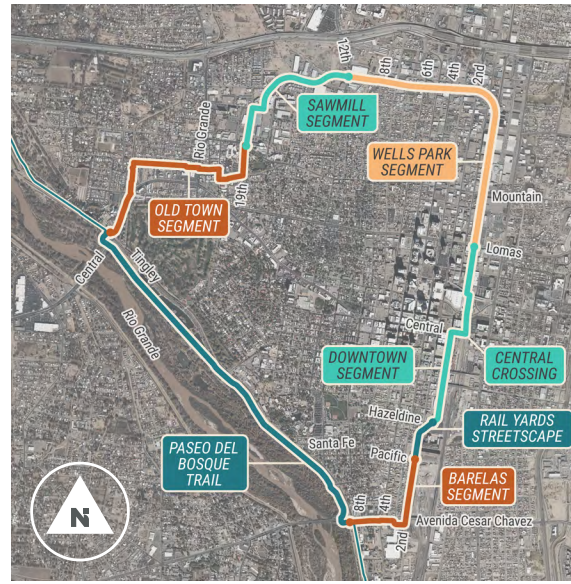 12th
8th
6th
4th
2nd
SAWMILL
SEGMENT
Rio Grande
WELLS PARK
SEGMENT
19th
Mountain
OLD TOWN
SEGMENT
Lomas
Central
Tingley
Rio Grande
Central
DOWNTOWN
SEGMENT
CENTRAL
CROSSING
Hazeldine
RAIL YARDS
STREETSCAPE
PASEO DEL
BOSQUE
TRAIL
Santa Fe
Pacific
BARELAS
SEGMENT
8th
4th
2nd
Avenida Cesar Chavez
N